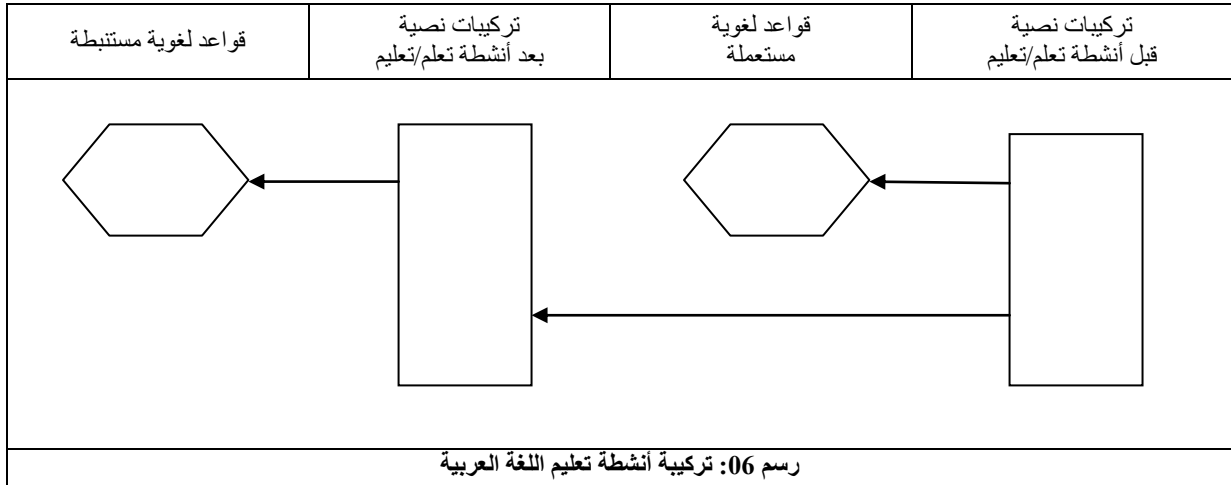 تركيبات نصية
قبل أنشطة تعلم/تعليم
قواعد لغوية
مستعملة
تركيبات نصية
بعد أنشطة تعلم/تعليم
قواعد لغوية مستنبطة
رسم 06: تركيبة أنشطة تعليم اللغة العربية